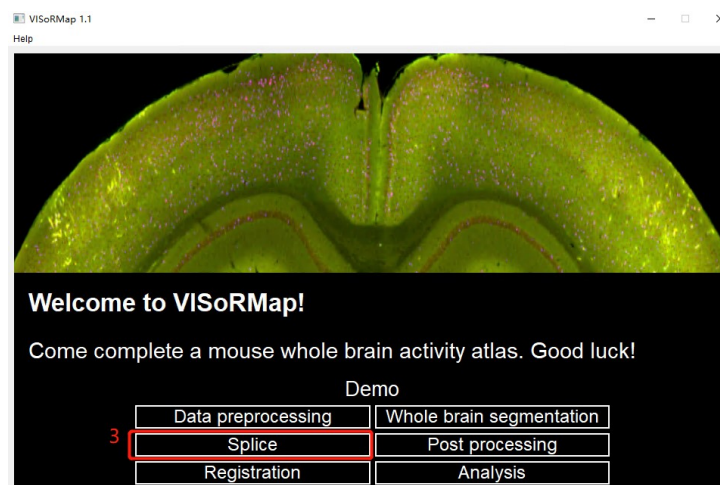 VISoRMap 1.1
Help
Welcome to VISoRMap!
Come complete a mouse whole brain activity atlas. Good luck!
Demo
Data preprocessing Whole brain segmentation
3 Splice Post processing
Registration Analysis